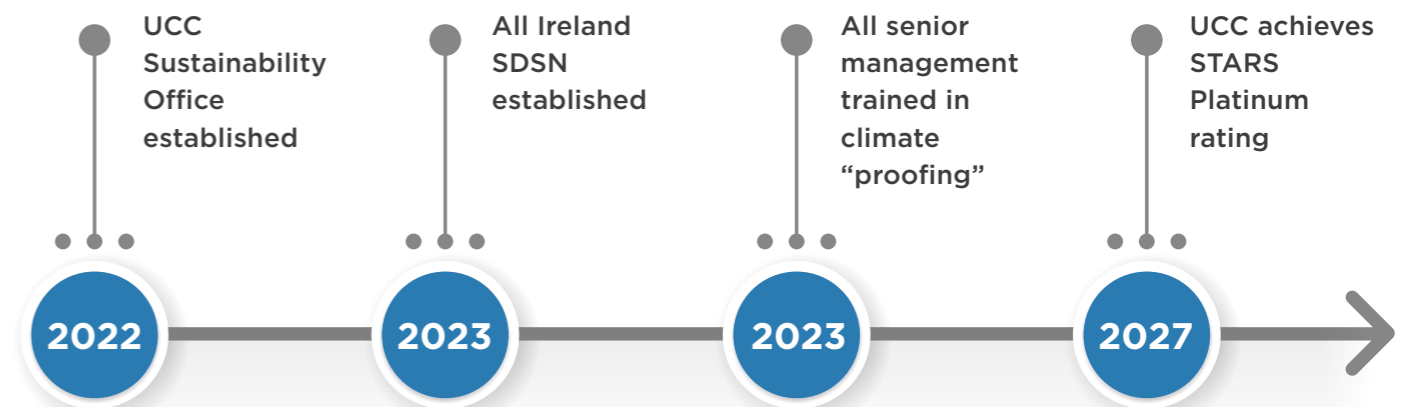 UCC
Sustainability
Office
established
All Ireland
SDSN
established
All senior
management
trained in
climate
“proofing”
UCC achieves
STARS
Platinum
rating
2022
2023
2023
2027